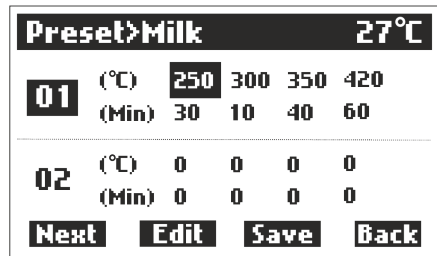 Preset>Milk 27°C
01 (°C) 250 300 350 420
(Min) 30 10 40 60
02 (°C) 0 0 0 0
(Min) 0 0 0 0
Next Edit Save Back